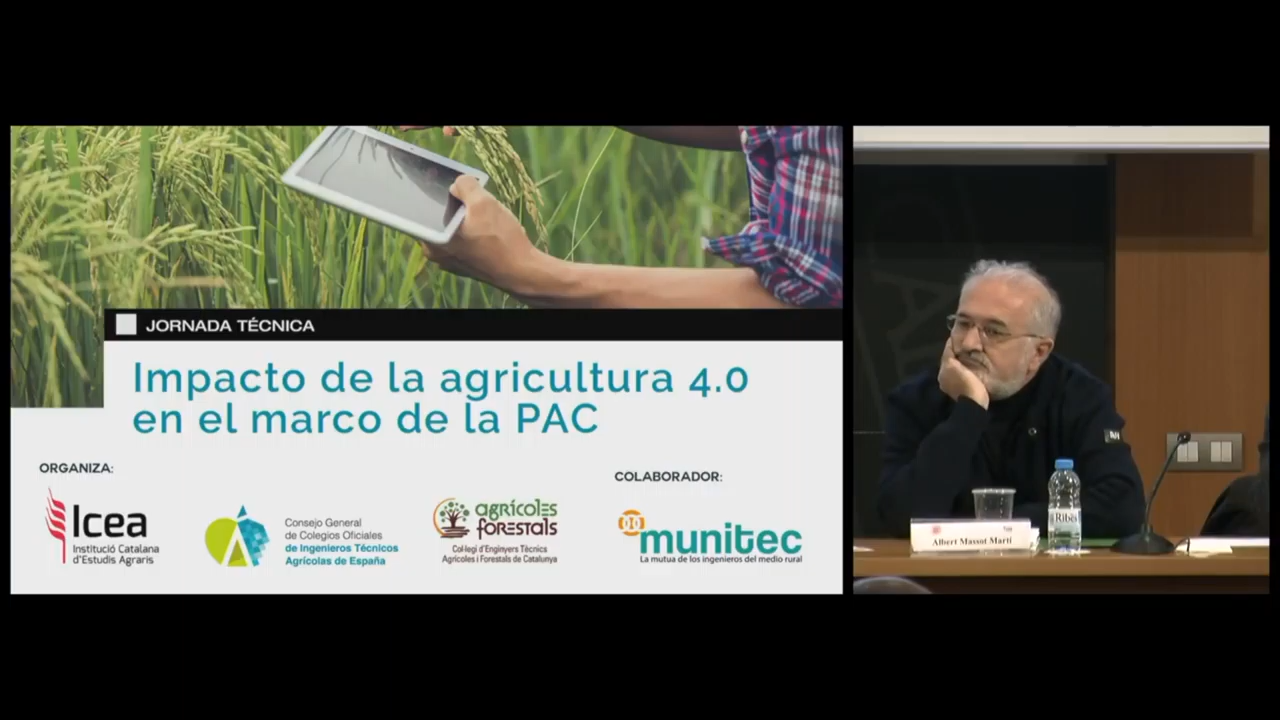 JORNADA TÉCNICA
Impacto de la agricultura 4.0
en el marco de la PAC
ORGANIZA:
Icea
Institució Catalana
d'Estudis Agraris
Consejo General
de Colegios Oficiales
de Ingenieros Técnicos
Agrícolas de España
agrícoles
forestals
Col·legi d'Enginyers Tècnics
Agrícoles i Forestals de Catalunya
COLABORADOR:
munitec
La mutua de los ingenieros del medio rural
Albert Massot Martí
Ribes